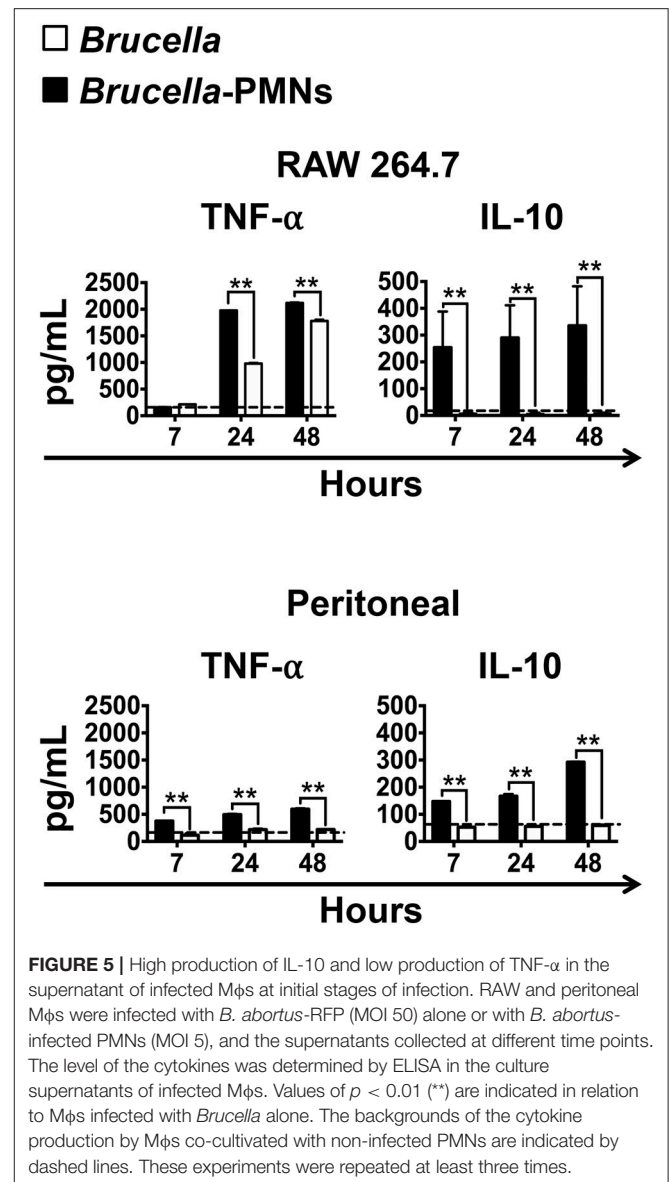 Brucella
Brucella-PMNs
RAW 264.7
TNF-α IL-10
pg/mL
2500
2000
1500
1000
500
0
** **
7 24 48
500
400
300
200
100
0
** ** **
7 24 48
Hours
Peritoneal
TNF-α IL-10
pg/mL
2500
2000
1500
1000
500
0
** ** **
7 24 48
500
400
300
200
100
0
** ** **
7 24 48
Hours
FIGURE 5 | High production of IL-10 and low production of TNF-α in the
supernatant of infected Mϕs at initial stages of infection. RAW and peritoneal
Mϕs were infected with B. abortus-RFP (MOI 50) alone or with B. abortus-
infected PMNs (MOI 5), and the supernatants collected at different time points.
The level of the cytokines was determined by ELISA in the culture
supernatants of infected Mϕs. Values of p < 0.01 (**) are indicated in relation
to Mϕs infected with Brucella alone. The backgrounds of the cytokine
production by Mϕs co-cultivated with non-infected PMNs are indicated by
dashed lines. These experiments were repeated at least three times.